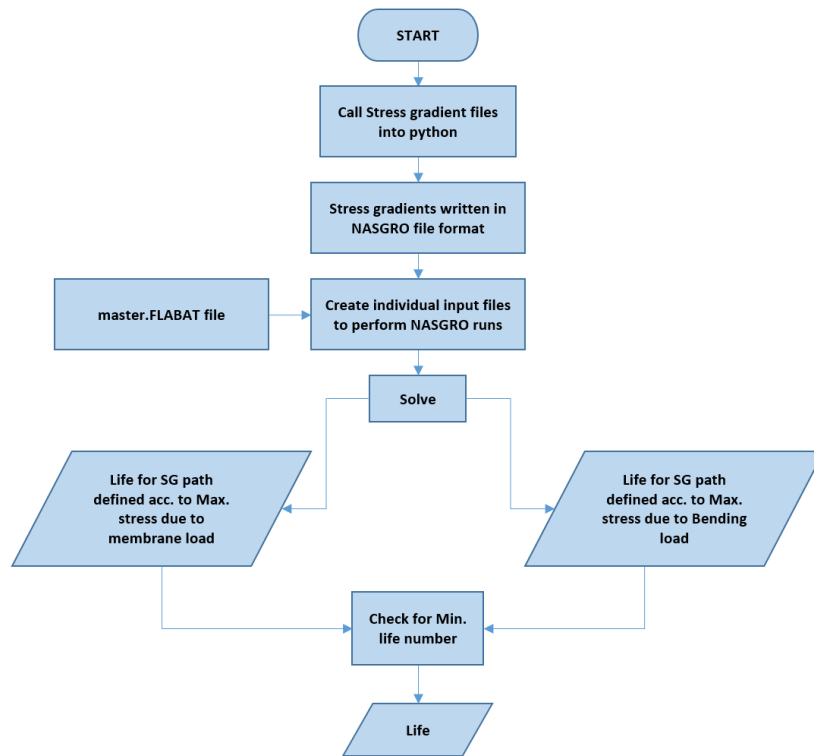 START
Call Stress gradient files
into python
Stress gradients written in
NASGRO file format
master.FLABAT file
Create individual input files
to perform NASGRO runs
Solve
Life for SG path
defined acc. to Max.
stress due to
membrane load
Life for SG path
defined acc. to Max.
stress due to Bending
load
Check for Min.
life number
Life